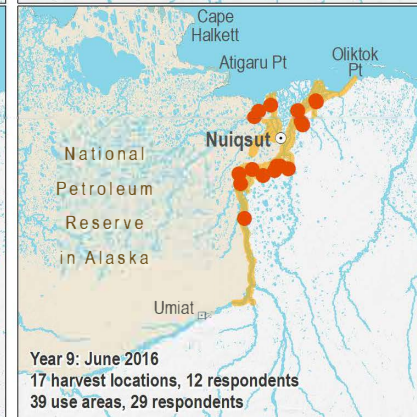 Cape
Halkett
Atigaru Pt
Oliktok
Pt
Nuiqsut
National
Petroleum
Reserve
in Alaska
Umiat
Year 9: June 2016
17 harvest locations, 12 respondents
39 use areas, 29 respondents